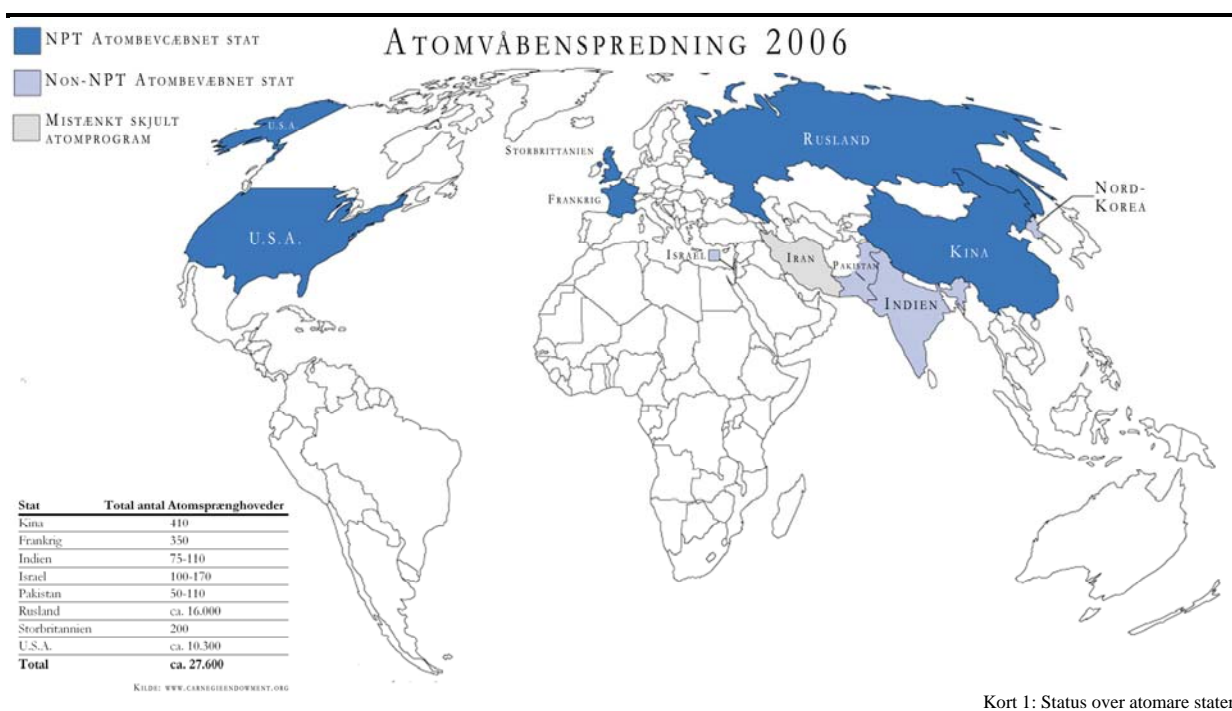 ATOMVÅBENSPREDNING 2006
NPT ATOMBEVCÆBNET STAT
NON-NPT ATOMBEVÆBNET STAT
MISTÆNKT SKJULT
ATOMPROGRAM
U.S.A.
STORBRITTANIEN
FRANKRIG
RUSLAND
NORD-
KOREA
U.S.A.
ISRAEL
IRAN
PAKISTAN
KINA
INDIEN
Stat Total antal Atomsprænghoveder
Kina 410
Frankrig 350
Indien 75-110
Israel 100-170
Pakistan 50-110
Rusland ca. 16.000
Storbritannien 200
U.S.A. ca. 10.300
Total ca. 27.600
KILDE: WWW.CARNEGIEENDOWMENT.ORG
Kort 1: Status over atomare stater